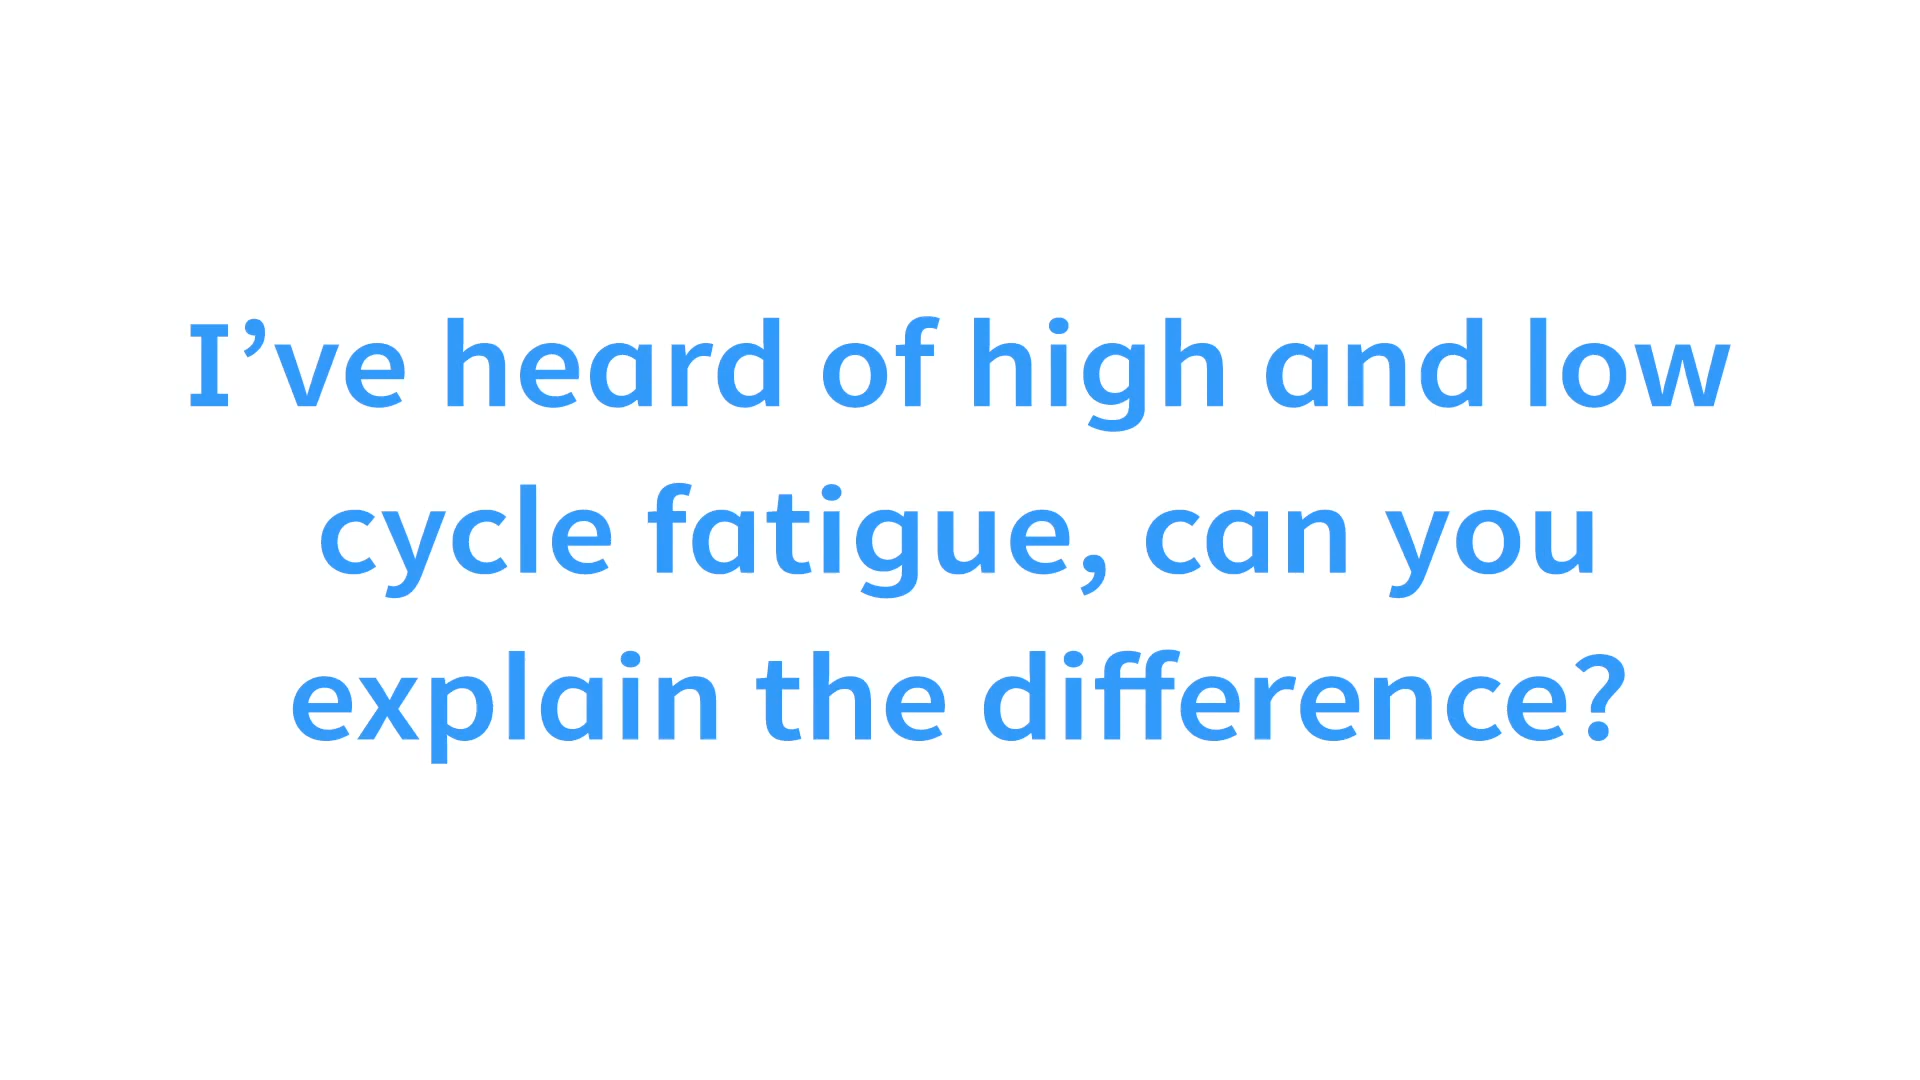 I’ve heard of high and low
cycle fatigue, can you
explain the difference?